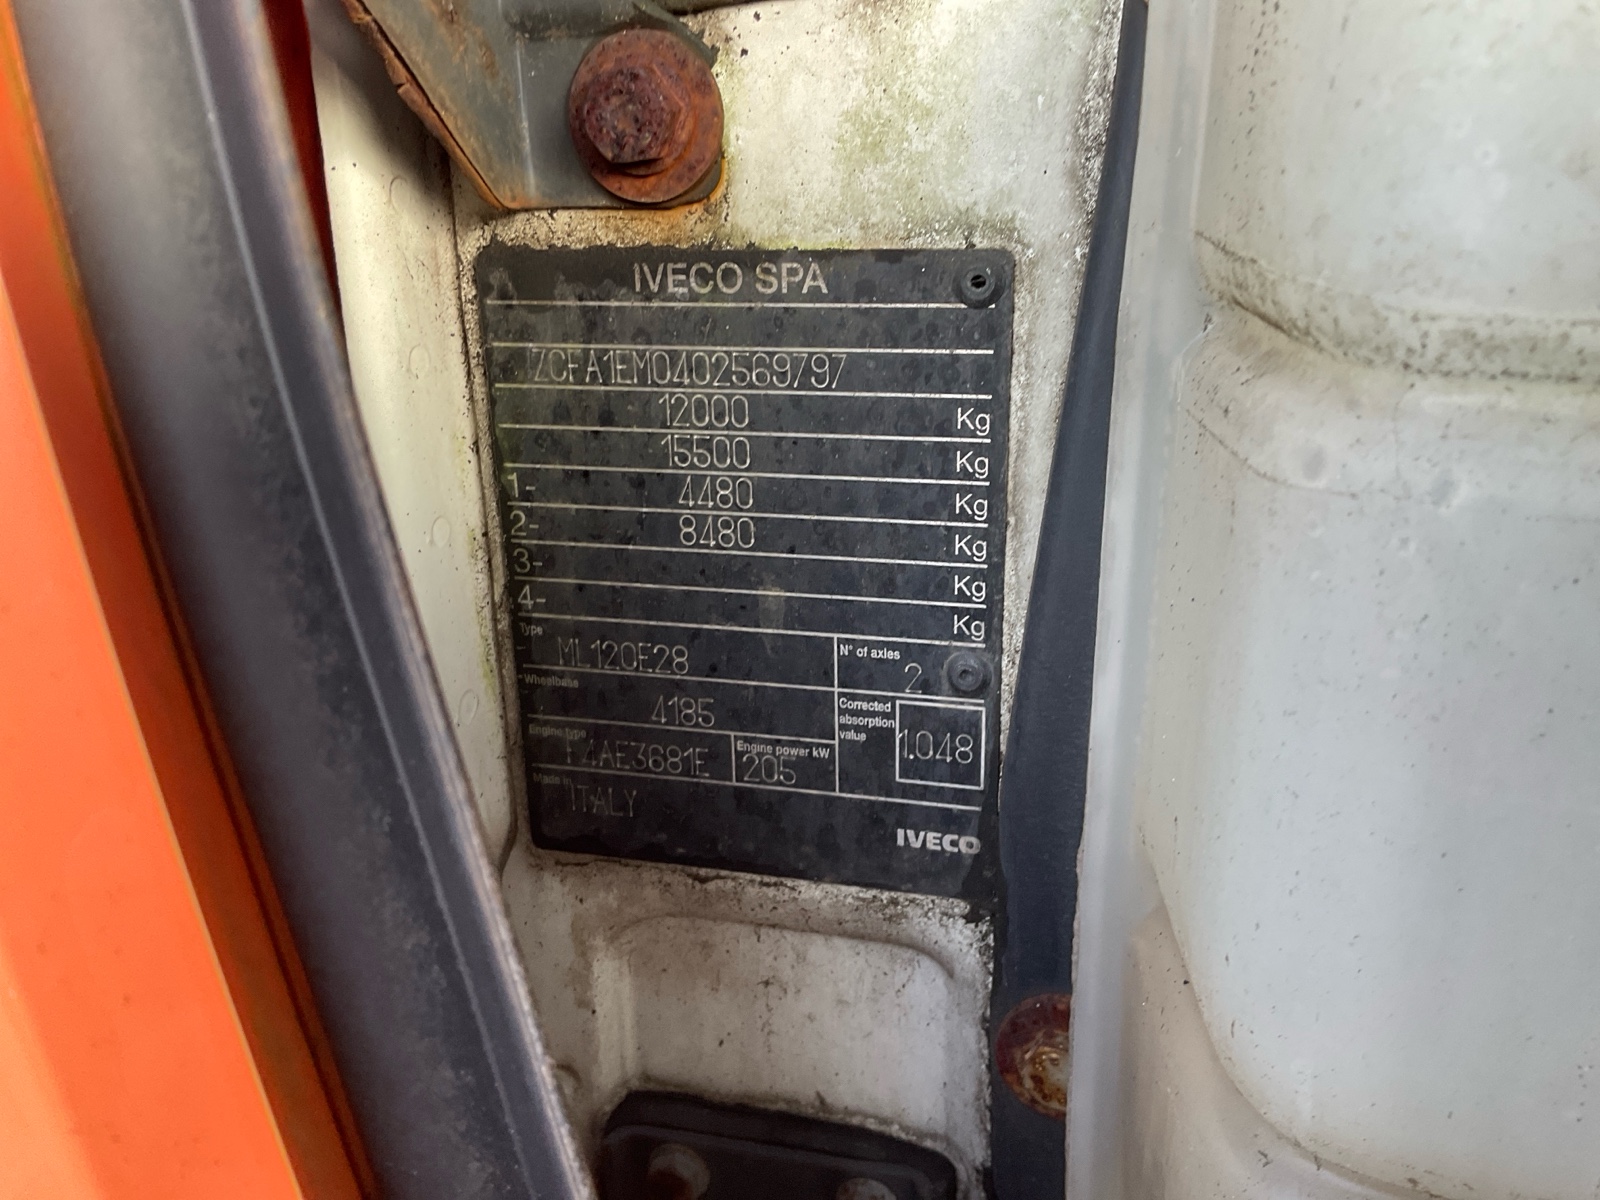 IVECO SPA
ZCFA1EM0402569797
12000 Kg
15500 Kg
1- 4480 Kg
2- 8480 Kg
3- Kg
4- Kg
Type
ML120E28
N° of axles
2
Wheelbase
4185
Corrected
absorption
value
1.048
Engine type
F4AE3681E
Engine power kW
205
Made in
ITALY
IVECO